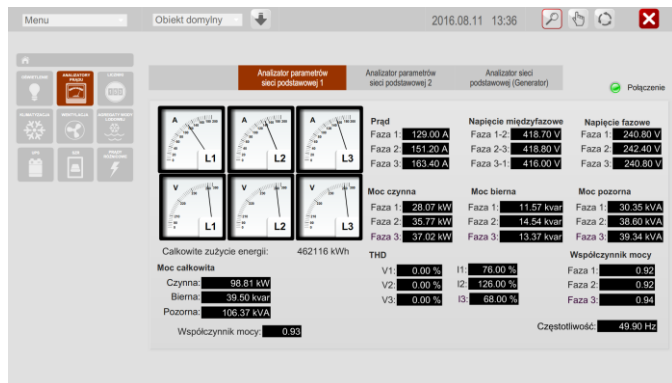 Menu
Obiekt domylny
2016.08.11 13:36
OŚWIETLENIE
ANALIZATORY PRĄDU
LICZNIKI
KLIMATYZACJA
WENTYLACJA
UPS
Analizator parametrów sieci podstawowej 1
Analizator parametrów sieci podstawowej 2
Analizator sieci podstawowej (Generator)
Połączenie
A L1
A L2
A L3
V L1
V L2
V L3
Prąd
Faza 1: 129.00 A
Faza 2: 151.20 A
Faza 3: 163.40 A
Napięcie międzyfazowe
Faza 1-2: 418.70 V
Faza 2-3: 418.80 V
Faza 3-1: 416.00 V
Napięcie fazowe
Faza 1: 240.80 V
Faza 2: 242.40 V
Faza 3: 240.80 V
Moc czynna
Faza 1: 28.07 kW
Faza 2: 35.77 kW
Faza 3: 37.02 kW
Moc bierna
Faza 1: 11.57 kvar
Faza 2: 14.54 kvar
Faza 3: 13.37 kvar
Moc pozorna
Faza 1: 30.35 kVA
Faza 2: 38.60 kVA
Faza 3: 39.34 kVA
Całkowite zużycie energii: 462116 kWh
Moc całkowita
Czynna: 98.81 kW
Bierna: 39.50 kvar
Pozorna: 106.37 kVA
Współczynnik mocy: 0.93
THD
V1: 0.00 % I1: 76.00 %
V2: 0.00 % I2: 126.00 %
V3: 0.00 % I3: 68.00 %
Współczynnik mocy
Faza 1: 0.92
Faza 2: 0.92
Faza 3: 0.94
Częstotliwość: 49.90 Hz